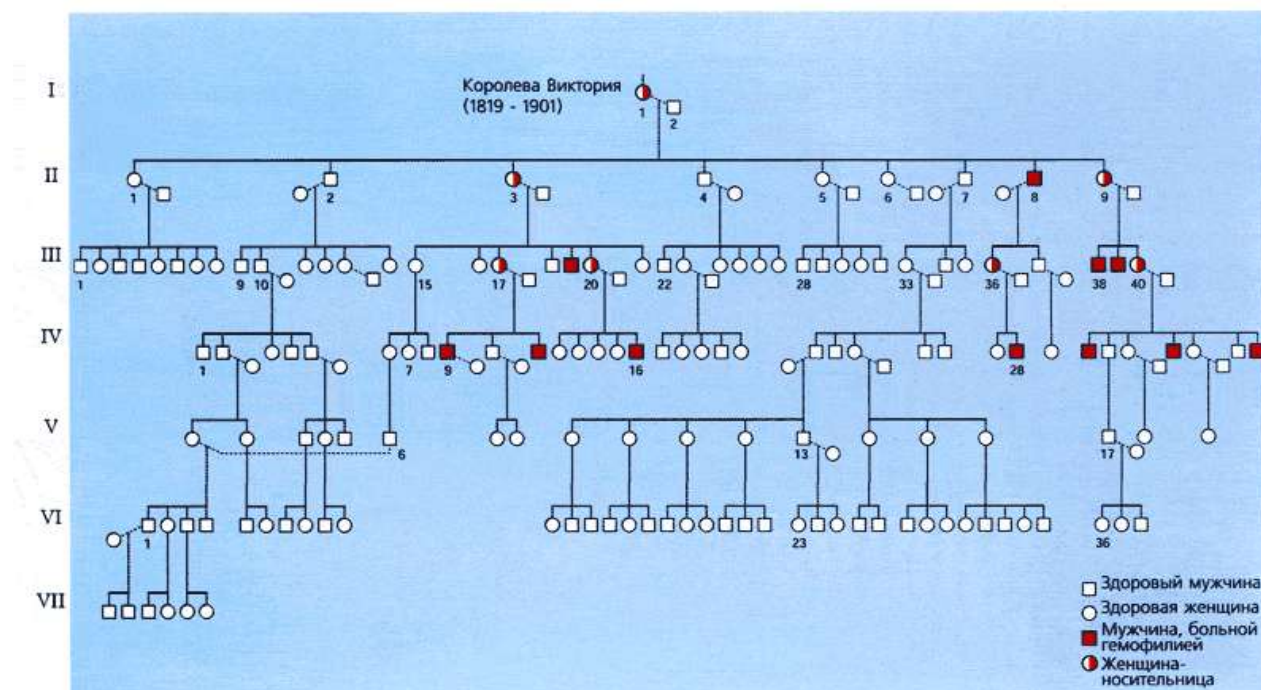 I
Королева Виктория
(1819 - 1901)
1
2
II
1
2
3
4
5
6
7
8
9
III
1
9 10
15
17
20
22
28
33
36
38
40
IV
1
7
9
16
28
V
6
13
17
VI
1
23
36
VII
Здоровый мужчина
Здоровая женщина
Мужчина, больной
гемофилией
Женщина-
носительница